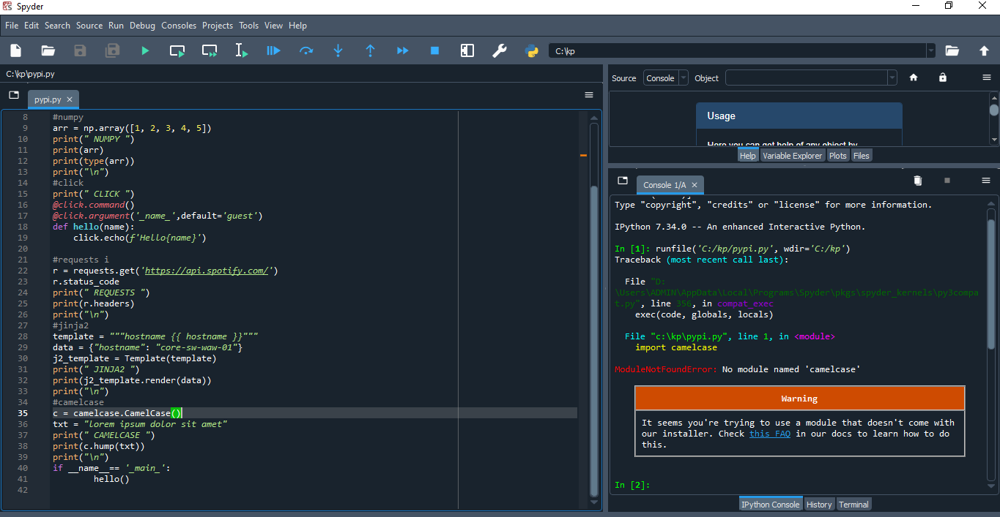 Spyder
File Edit Search Source Run Debug Consoles Projects Tools View Help
C:\kp
C:\kp\pypi.py
pypi.py
8 #numpy
9 arr = np.array([1, 2, 3, 4, 5])
10 print(" NUMPY ")
11 print(arr)
12 print(type(arr))
13 print("\n")
14 #click
15 print(" CLICK ")
16 @click.command()
17 @click.argument('_name_',default='guest')
18 def hello(name):
19     click.echo(f'Hello{name}')
20
21 #requests i
22 r = requests.get('https://api.spotify.com/')
23 r.status_code
24 print(" REQUESTS ")
25 print(r.headers)
26 print("\n")
27 #jinja2
28 template = """hostname {{ hostname }}"""
29 data = {"hostname": "core-sw-waw-01"}
30 j2_template = Template(template)
31 print(" JINJA2 ")
32 print(j2_template.render(data))
33 print("\n")
34 #camelcase
35 c = camelcase.CamelCase()
36 txt = "lorem ipsum dolor sit amet"
37 print(" CAMELCASE ")
38 print(c.hump(txt))
39 print("\n")
40 if __name__== '_main_':
41         hello()
42
Source Console Object
Usage
Here you can get help of any object by
Help Variable Explorer Plots Files
Console 1/A
Type "copyright", "credits" or "license" for more information.
IPython 7.34.0 -- An enhanced Interactive Python.
In [1]: runfile('C:/kp/pypi.py', wdir='C:/kp')
Traceback (most recent call last):
File "D:
\Users\ADMIN\AppData\Local\Programs\Spyder\pkgs\spyder_kernels\py3compa
t.py", line 356, in compat_exec
exec(code, globals, locals)
File "c:\kp\pypi.py", line 1, in <module>
import camelcase
ModuleNotFoundError: No module named 'camelcase'
Warning
It seems you're trying to use a module that doesn't come with
our installer. Check this FAQ in our docs to learn how to do
this.
In [2]:
IPython Console History Terminal